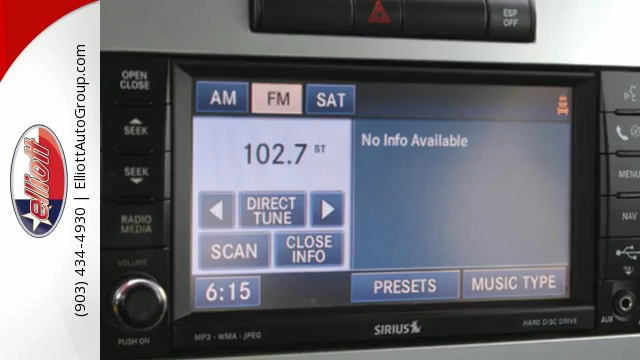 ESP
OFF
OPEN
CLOSE
SEEK
SEEK
RADIO
MEDIA
VOLUME
PUSH ON
AM
FM
SAT
102.7 ST
No Info Available
DIRECT
TUNE
SCAN
CLOSE
INFO
6:15
PRESETS
MUSIC TYPE
MP3 - WMA - JPEG
SIRIUS
HARD DISC DRIVE
MENU
NAV
AUX
elliott
(903) 434-4930 | ElliottAutoGroup.com